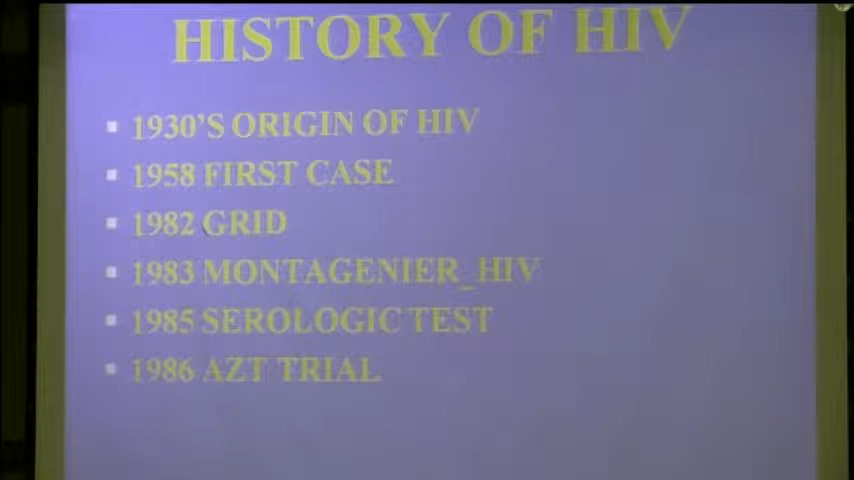 HISTORY OF HIV
▪ 1930'S ORIGIN OF HIV
▪ 1958 FIRST CASE
▪ 1982 GRID
▪ 1983 MONTAGENIER_HIV
▪ 1985 SEROLOGIC TEST
▪ 1986 AZT TRIAL